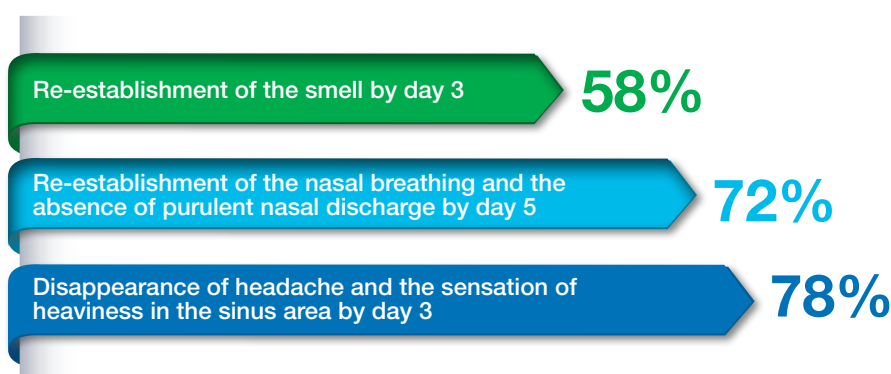 Re-establishment of the smell by day 3
58%
Re-establishment of the nasal breathing and the
absence of purulent nasal discharge by day 5
72%
Disappearance of headache and the sensation of
heaviness in the sinus area by day 3
78%